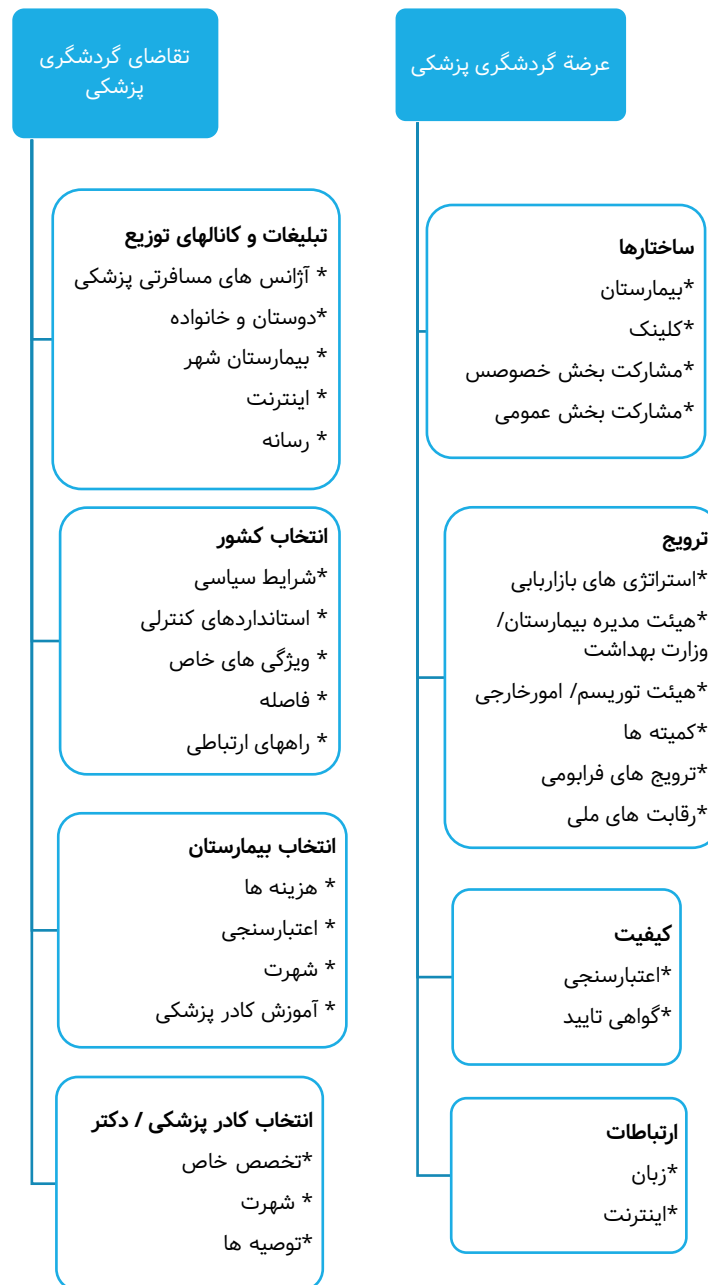 عرضة گردشگری پزشکی
ساختارها
*بیمارستان
*کلینک
*مشارکت بخش خصوصس
*مشارکت بخش عمومی
ترویج
*استراتژی های بازاربابی
*هیئت مدیره بیمارستان/
وزارت بهداشت
*هیئت توریسم/ امورخارجی
*کمیته ها
*ترویج های فرابومی
*رقابت های ملی
کیفیت
*اعتبارسنجی
*گواهی تایید
ارتباطات
*زبان
*اینترنت
تقاضای گردشگری
پزشکی
تبلیغات و کانالهای توزیع
* آژانس های مسافرتی پزشکی
*دوستان و خانواده
* بیمارستان شهر
* اینترنت
* رسانه
انتخاب کشور
*شرایط سیاسی
* استانداردهای کنترلی
* ویژگی های خاص
* فاصله
* راههای ارتباطی
انتخاب بیمارستان
* هزینه ها
* اعتبارسنجی
* شهرت
* آموزش کادر پزشکی
انتخاب کادر پزشکی / دکتر
*تخصص خاص
* شهرت
*توصیه ها